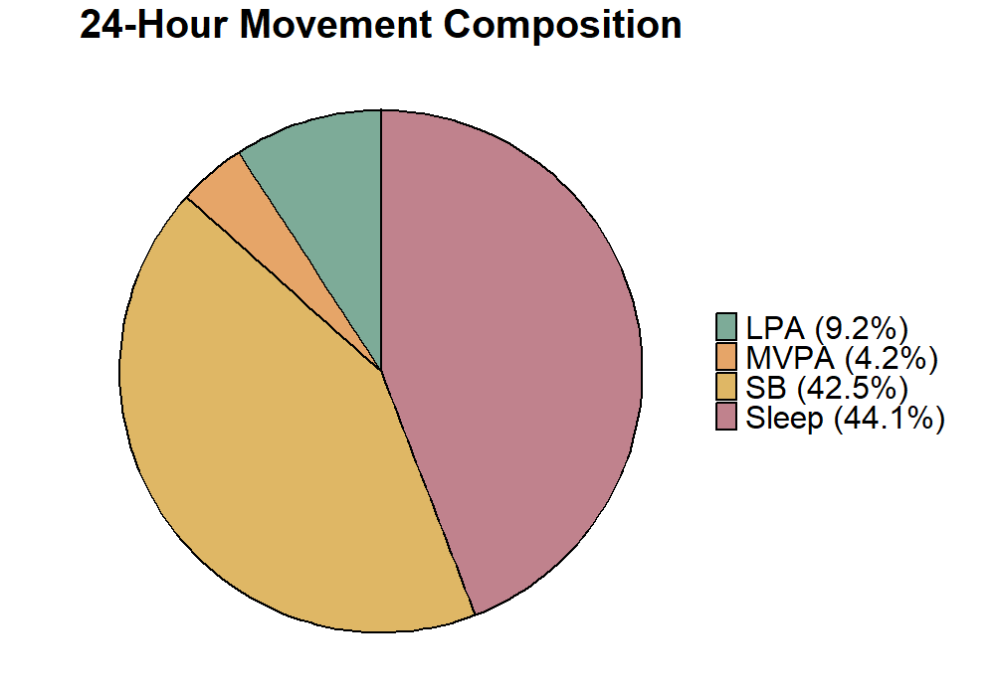 24-Hour Movement Composition
LPA (9.2%)
MVPA (4.2%)
SB (42.5%)
Sleep (44.1%)